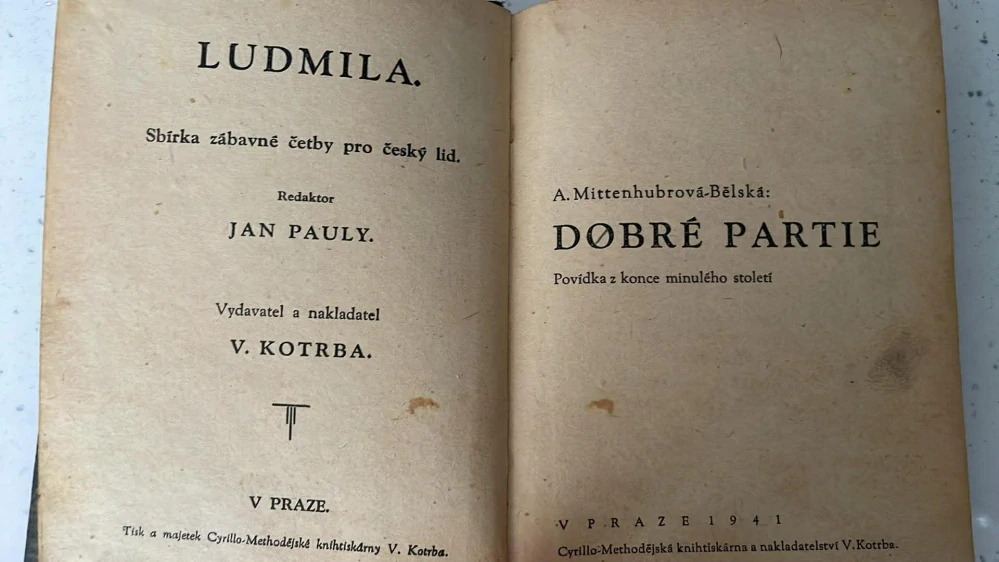 LUDMILA.
Sbírka zábavné četby pro český lid.
Redaktor
JAN PAULY.
Vydavatel a nakladatel
V. KOTRBA.
V PRAZE.
Tisk a majetek Cyrillo-Methodějské knihtiskárny V. Kotrba.
A. Mittenhubrová-Bělská:
DOBRÉ PARTIE
Povídka z konce minulého století
V PRAZE 1941
Cyrillo-Methodějská knihtiskárna a nakladatelství V. Kotrba.